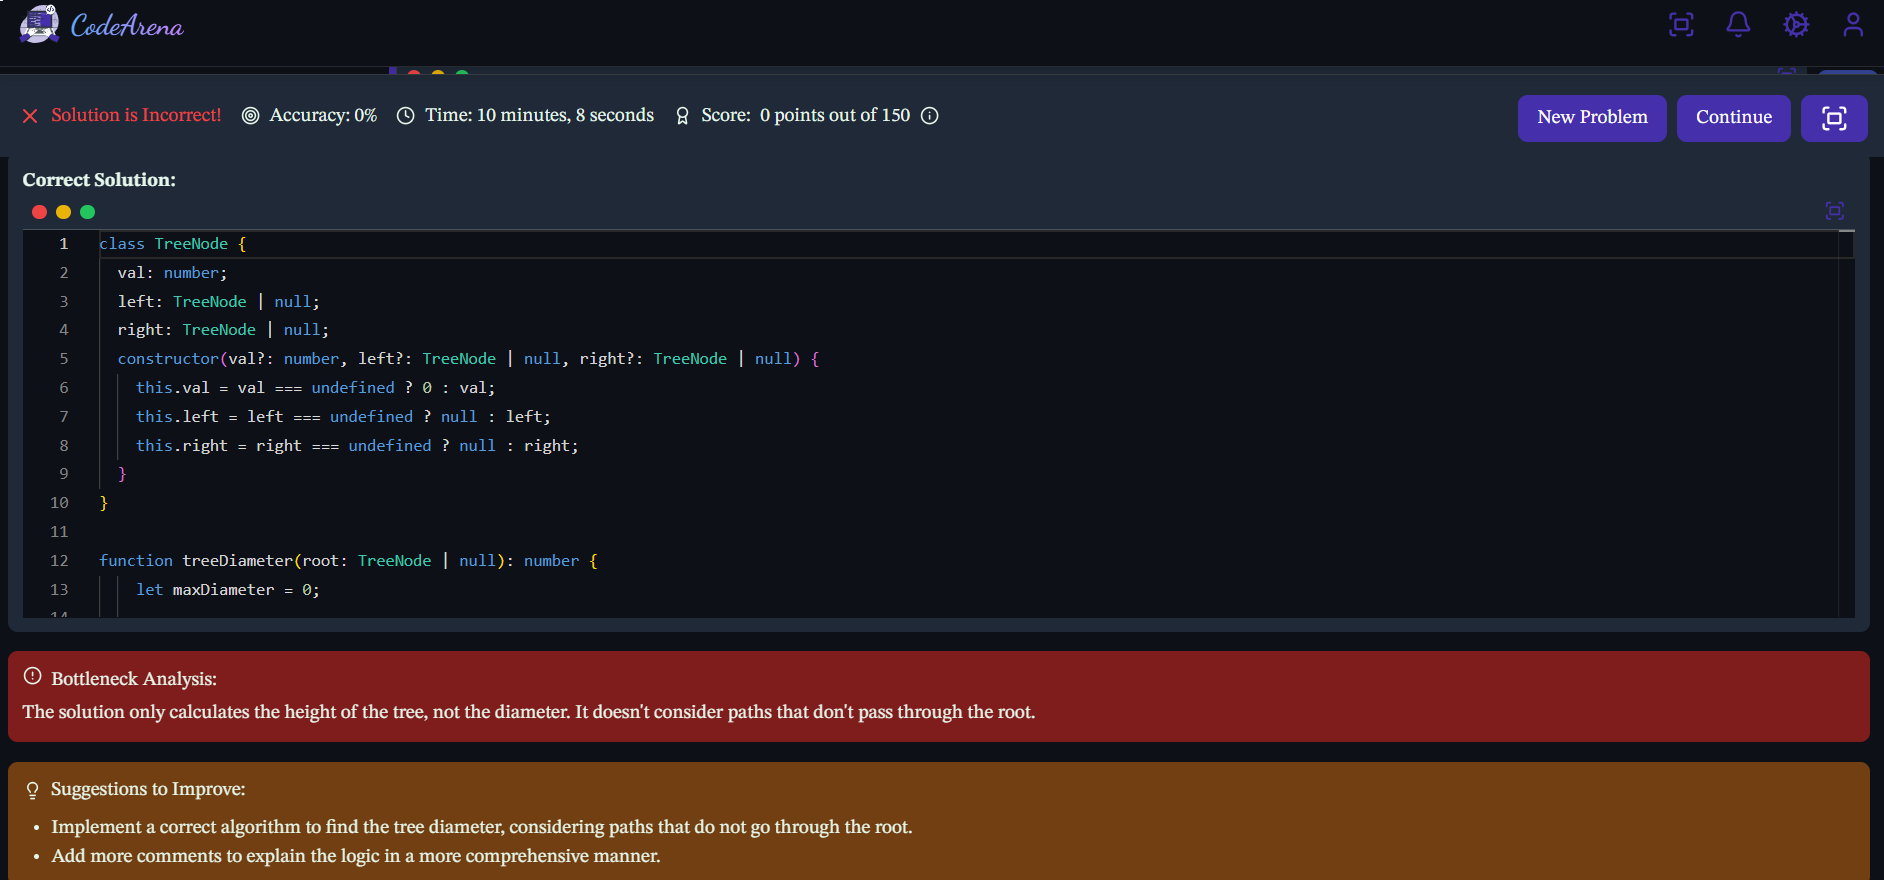 CodeArena
Solution is Incorrect! Accuracy: 0% Time: 10 minutes, 8 seconds Score: 0 points out of 150
New Problem Continue
Correct Solution:
1 class TreeNode {
2 val: number;
3 left: TreeNode | null;
4 right: TreeNode | null;
5 constructor(val?: number, left?: TreeNode | null, right?: TreeNode | null) {
6 this.val = val === undefined ? 0 : val;
7 this.left = left === undefined ? null : left;
8 this.right = right === undefined ? null : right;
9 }
10 }
11
12 function treeDiameter(root: TreeNode | null): number {
13 let maxDiameter = 0;
14
Bottleneck Analysis:
The solution only calculates the height of the tree, not the diameter. It doesn't consider paths that don't pass through the root.
Suggestions to Improve:
• Implement a correct algorithm to find the tree diameter, considering paths that do not go through the root.
• Add more comments to explain the logic in a more comprehensive manner.